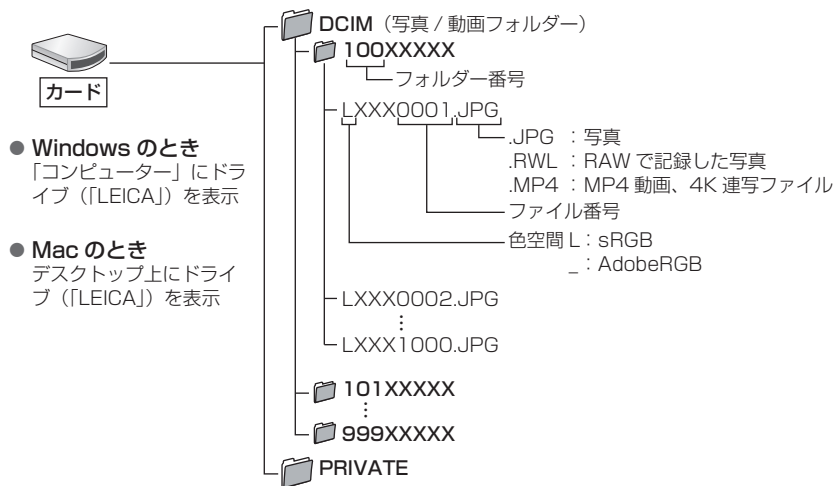 カード
● Windows のとき
「コンピューター」にドラ
イブ（「LEICA」）を表示
● Mac のとき
デスクトップ上にドライ
ブ（「LEICA」）を表示
DCIM（写真 / 動画フォルダー）
100XXXXX
フォルダー番号
LXXX0001.JPG
.JPG ：写真
.RWL ：RAW で記録した写真
.MP4 ：MP4 動画、4K 連写ファイル
ファイル番号
色空間 L：sRGB
_：AdobeRGB
LXXX0002.JPG
⋮
LXXX1000.JPG
101XXXXX
⋮
999XXXXX
PRIVATE